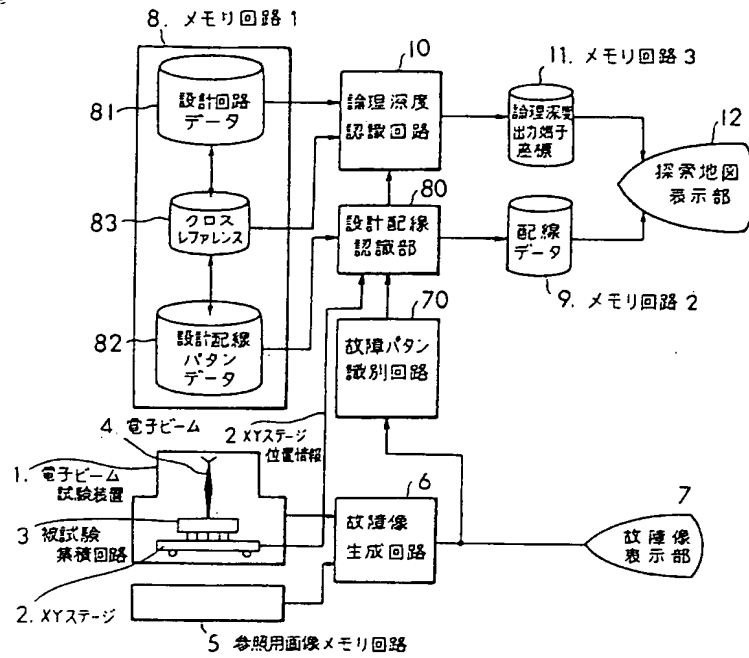 8. メモリ回路1
81
設計回路
データ
83
クロス
レファレンス
82
設計配線
パタン
データ
10
論理深度
認識回路
80
設計配線
認識部
70
故障パタン
識別回路
11. メモリ回路3
論理深度
出力端子
座標
12
探索地図
表示部
配線
データ
9. メモリ回路2
4. 電子ビーム
2 XYステージ
位置情報
1. 電子ビーム
試験装置
3 被試験
集積回路
2. XYステージ
6
故障像
生成回路
7
故障像
表示部
5 参照用画像メモリ回路